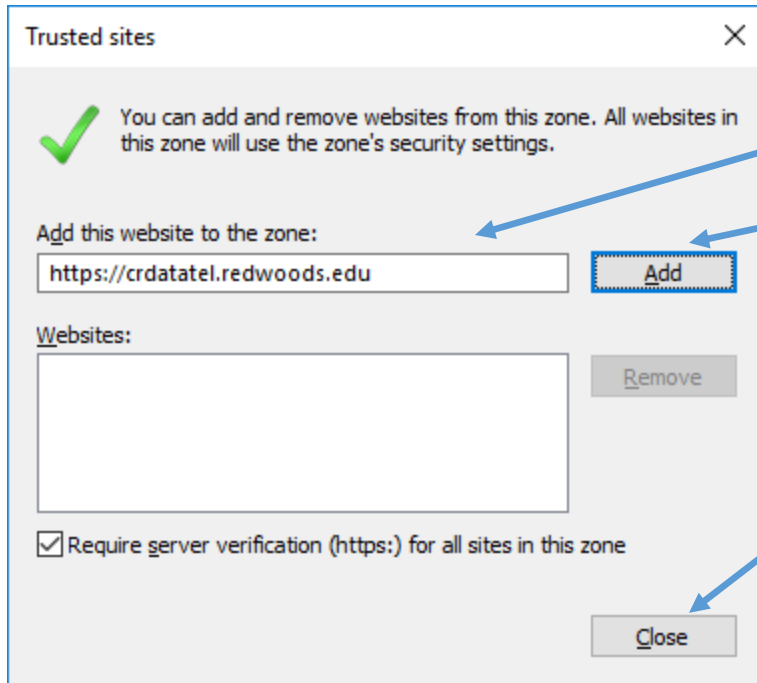 Trusted sites
You can add and remove websites from this zone. All websites in
this zone will use the zone's security settings.
Add this website to the zone:
https://crdatatel.redwoods.edu
Add
Websites:
Remove
Require server verification (https:) for all sites in this zone
Close